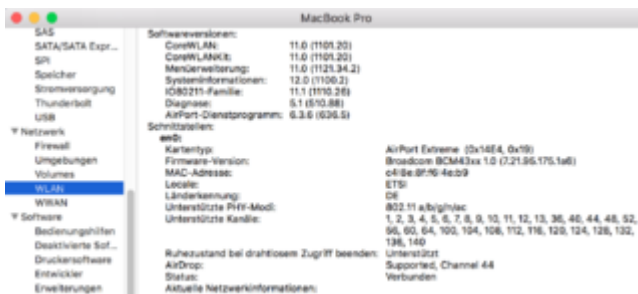 MacBook Pro
SAS
SATA/SATA Expr...
SPI
Speicher
Stromversorgung
Thunderbolt
USB
Netzwerk
Firewall
Umgebungen
Volumes
WLAN
WWAN
Software
Bedienungshilfen
Deaktivierte Sof...
Druckersoftware
Entwickler
Erweiterungen
Softwareversionen:
CoreWLAN: 11.0 (1101.20)
CoreWLANKit: 11.0 (1101.20)
Menüerweiterung: 11.0 (1121.34.2)
Systeminformationen: 12.0 (1100.2)
IO80211-Familie: 11.1 (1110.26)
Diagnose: 5.1 (510.88)
AirPort-Dienstprogramm: 6.3.6 (636.5)
Schnittstellen:
en0:
Kartentyp: AirPort Extreme (0x14E4, 0x19)
Firmware-Version: Broadcom BCM43xx 1.0 (7.21.95.175.1a6)
MAC-Adresse: c4:8e:8f:f6:4e:b9
Locale: ETSI
Länderkennung: DE
Unterstützte PHY-Modi: 802.11 a/b/g/n/ac
Unterstützte Kanäle: 1, 2, 3, 4, 5, 6, 7, 8, 9, 10, 11, 12, 13, 36, 40, 44, 48, 52,
56, 60, 64, 100, 104, 108, 112, 116, 120, 124, 128, 132,
136, 140
Ruhezustand bei drahtlosem Zugriff beenden: Unterstützt
AirDrop: Supported, Channel 44
Status: Verbunden
Aktuelle Netzwerkinformationen: